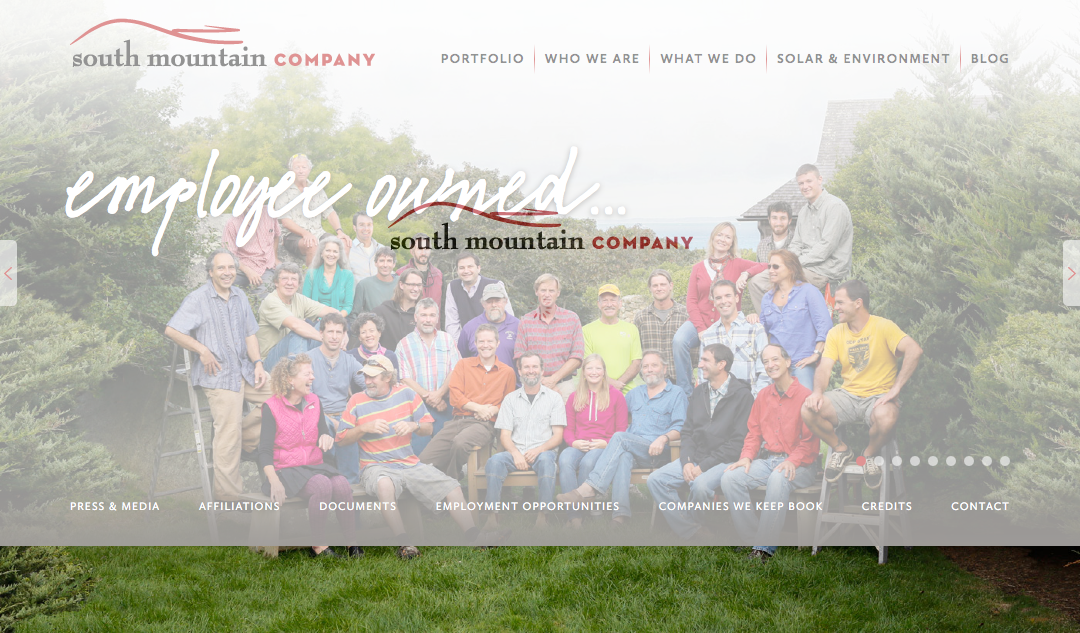 south mountain COMPANY
PORTFOLIO
WHO WE ARE
WHAT WE DO
SOLAR & ENVIRONMENT
BLOG
employee owned...
south mountain COMPANY
PRESS & MEDIA
AFFILIATIONS
DOCUMENTS
EMPLOYMENT OPPORTUNITIES
COMPANIES WE KEEP BOOK
CREDITS
CONTACT